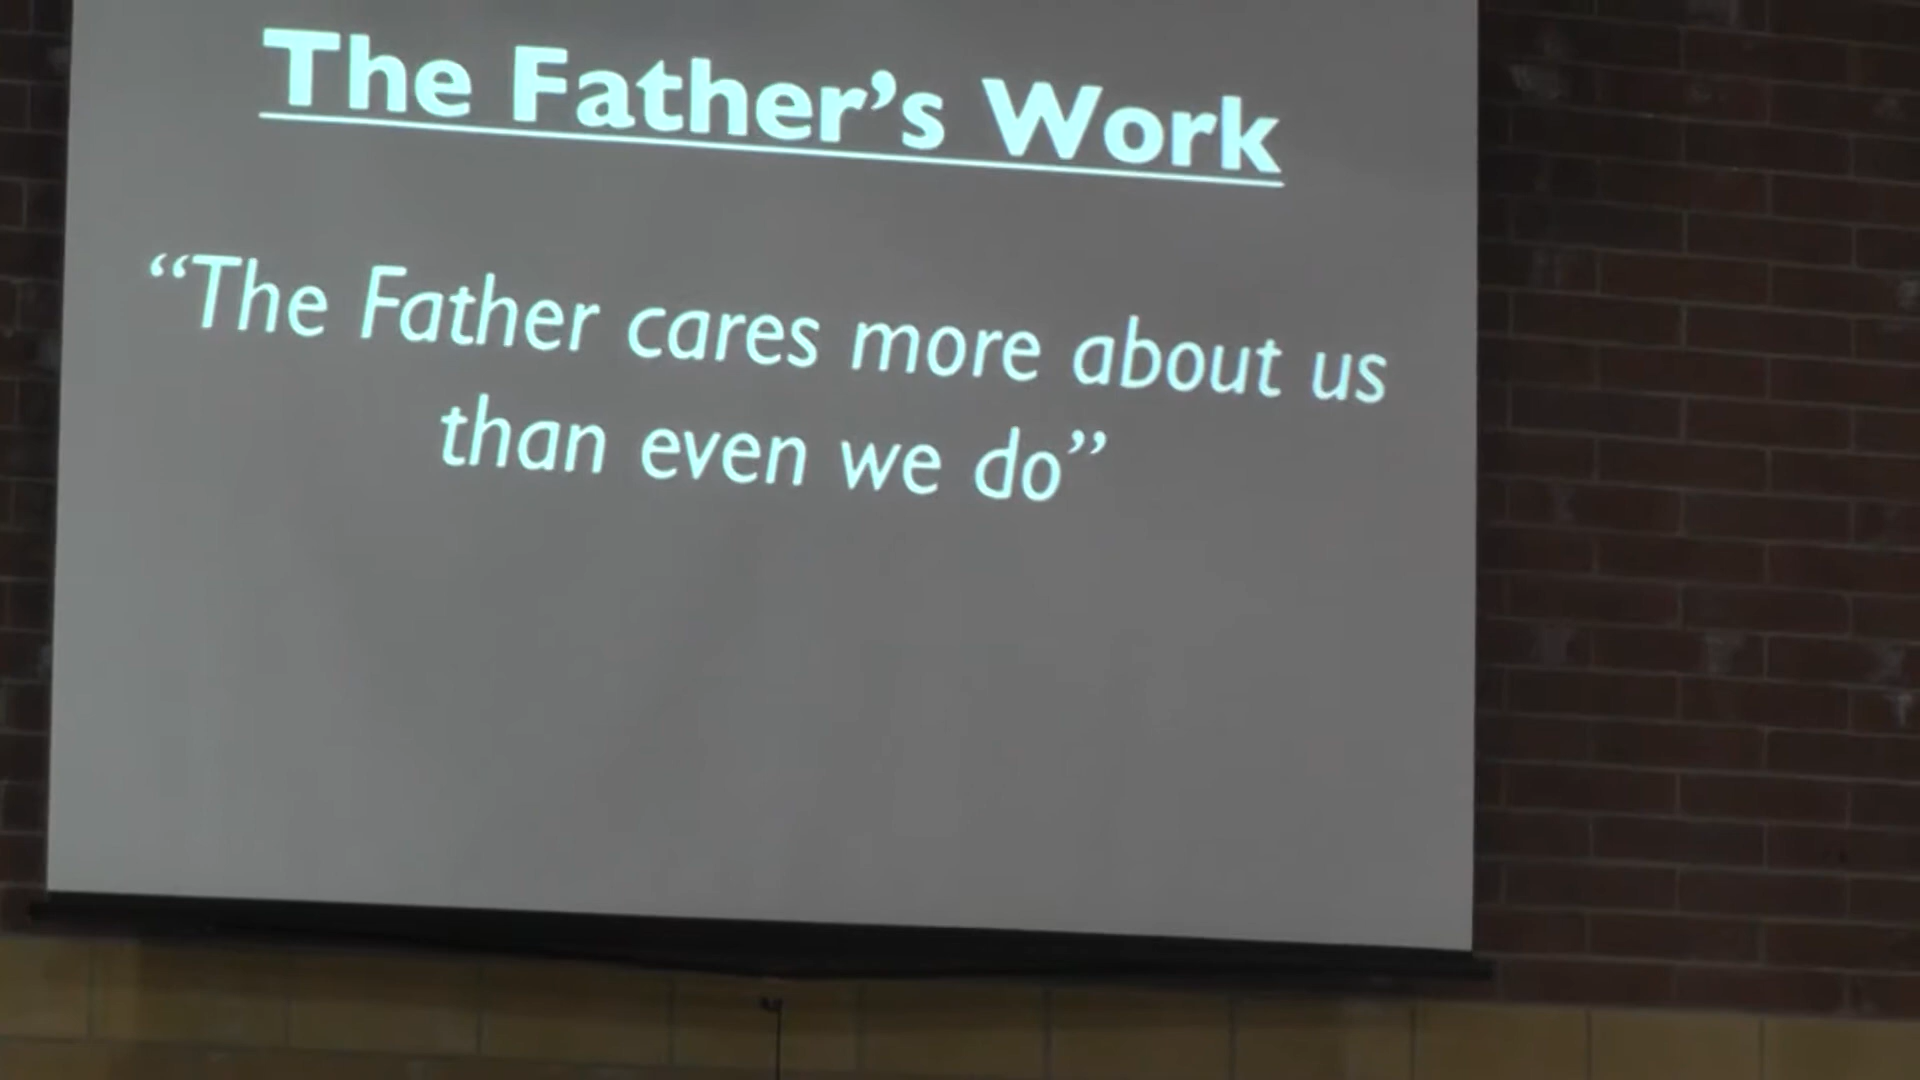 The Father’s Work
“The Father cares more about us
than even we do”